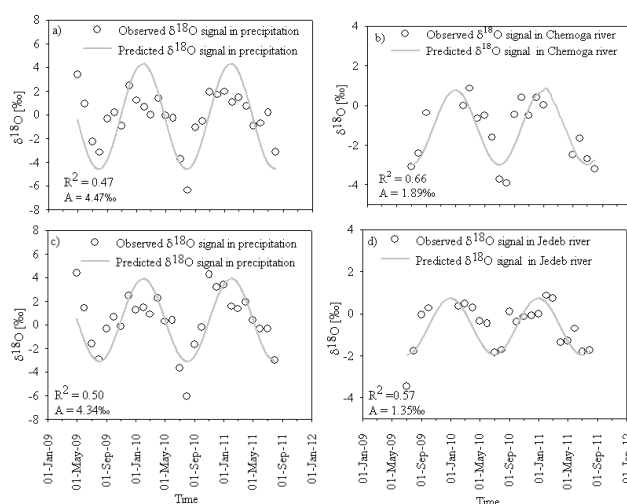 a)
Observed δ18O signal in precipitation
Predicted δ18O signal in precipitation
8
6
4
2
0
-2
-4
-6
-8
δ18O [‰]
R2 = 0.47
A = 4.47‰
b)
Observed δ18O signal in Chemoga river
Predicted δ18O signal in Chemoga river
4
2
0
-2
-4
δ18O [‰]
R2 = 0.66
A = 1.89‰
c)
Observed δ18O signal in precipitation
Predicted δ18O signal in precipitation
8
6
4
2
0
-2
-4
-6
-8
δ18O [‰]
R2 = 0.50
A = 4.34‰
01-Jan-09
01-May-09
01-Sep-09
01-Jan-10
01-May-10
01-Sep-10
01-Jan-11
01-May-11
01-Sep-11
01-Jan-12
Time
d)
Observed δ18O signal in Jedeb river
Predicted δ18O signal in Jedeb river
4
2
0
-2
-4
δ18O [‰]
R2 = 0.57
A = 1.35‰
01-Jan-09
01-May-09
01-Sep-09
01-Jan-10
01-May-10
01-Sep-10
01-Jan-11
01-May-11
01-Sep-11
Time